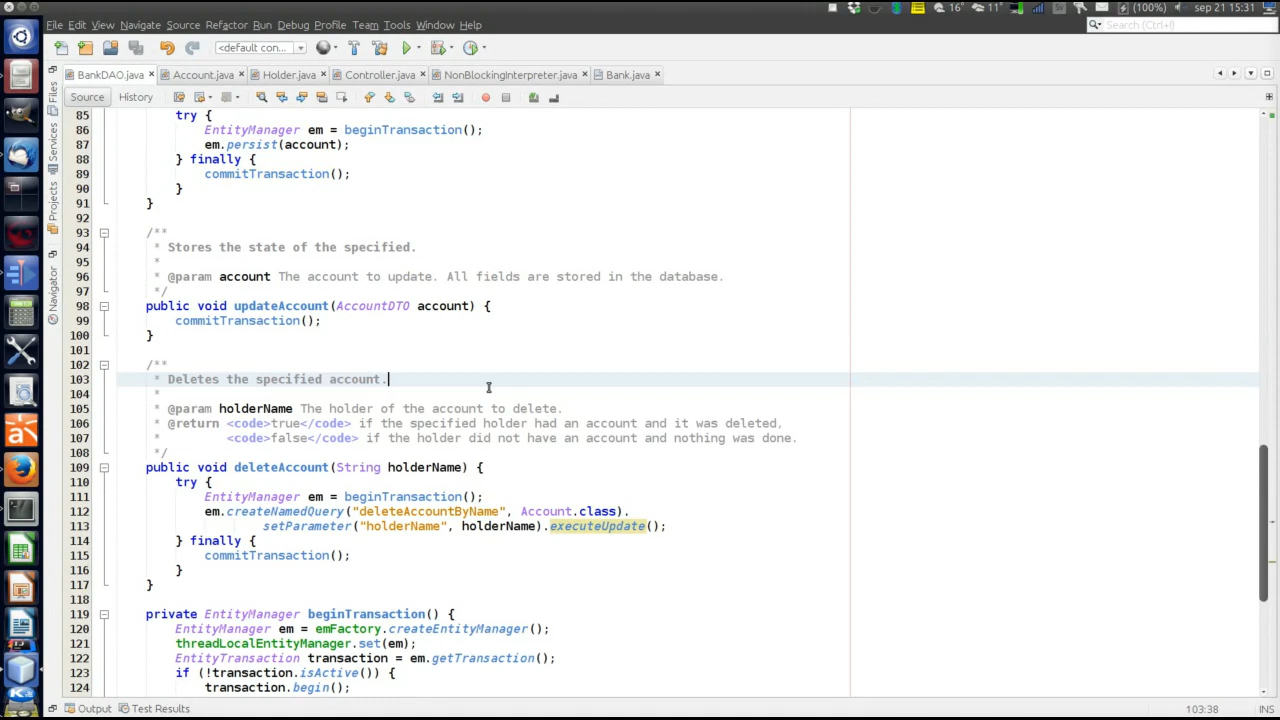 File Edit View Navigate Source Refactor Run Debug Profile Team Tools Window Help
16° 11° (100%) sep 21 15:31
<default con... Search (Ctrl+I)
BankDAO.java Account.java Holder.java Controller.java NonBlockingInterpreter.java Bank.java
Source History
Files
Services
Projects
Navigator
85 try {
86 EntityManager em = beginTransaction();
87 em.persist(account);
88 } finally {
89 commitTransaction();
90 }
91 }
92
93 /**
94 * Stores the state of the specified.
95 *
96 * @param account The account to update. All fields are stored in the database.
97 */
98 public void updateAccount(AccountDTO account) {
99 commitTransaction();
100 }
101
102 /**
103 * Deletes the specified account.
104 *
105 * @param holderName The holder of the account to delete.
106 * @return <code>true</code> if the specified holder had an account and it was deleted,
107 * <code>false</code> if the holder did not have an account and nothing was done.
108 */
109 public void deleteAccount(String holderName) {
110 try {
111 EntityManager em = beginTransaction();
112 em.createNamedQuery("deleteAccountByName", Account.class).
113 setParameter("holderName", holderName).executeUpdate();
114 } finally {
115 commitTransaction();
116 }
117 }
118
119 private EntityManager beginTransaction() {
120 EntityManager em = emFactory.createEntityManager();
121 threadLocalEntityManager.set(em);
122 EntityTransaction transaction = em.getTransaction();
123 if (!transaction.isActive()) {
124 transaction.begin();
Output Test Results 103:38 INS